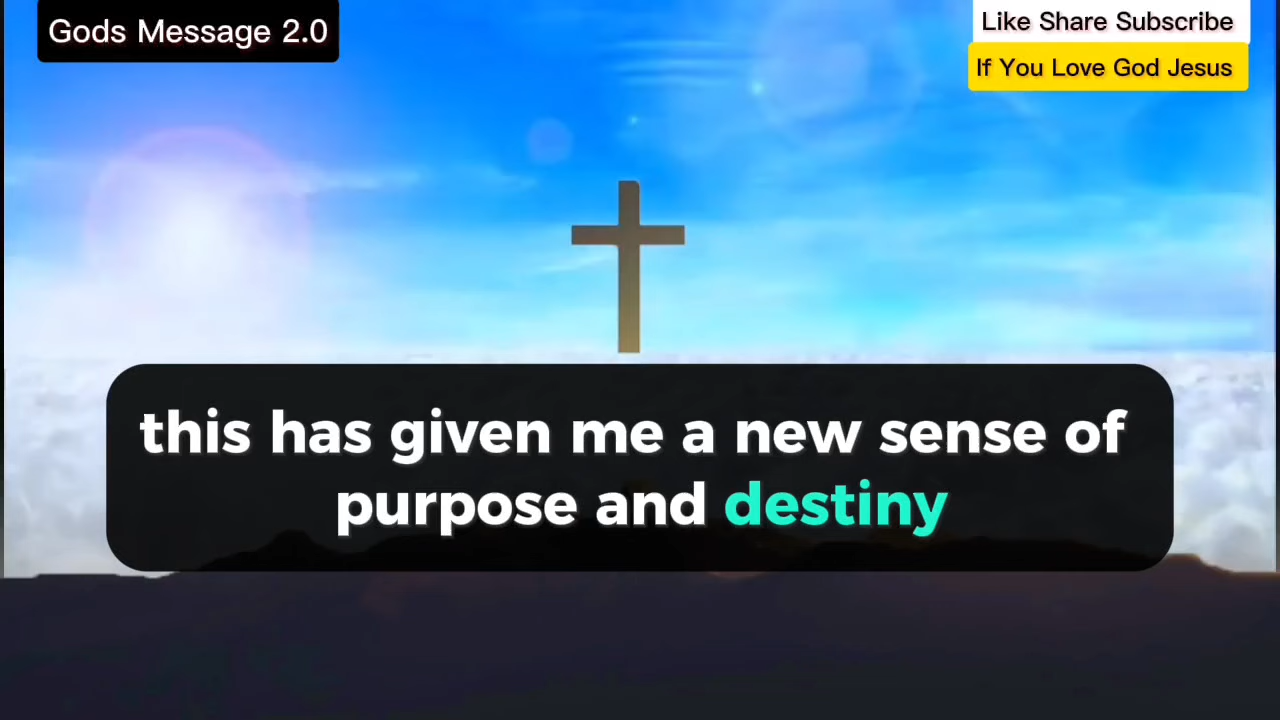 Gods Message 2.0
Like Share Subscribe
If You Love God Jesus
this has given me a new sense of
purpose and destiny